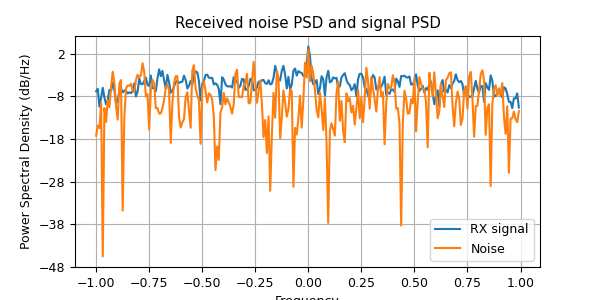 Received noise PSD and signal PSD
Power Spectral Density (dB/Hz)
2
−8
−18
−28
−38
−48
RX signal
Noise
−1.00 −0.75 −0.50 −0.25 0.00 0.25 0.50 0.75 1.00
Frequency